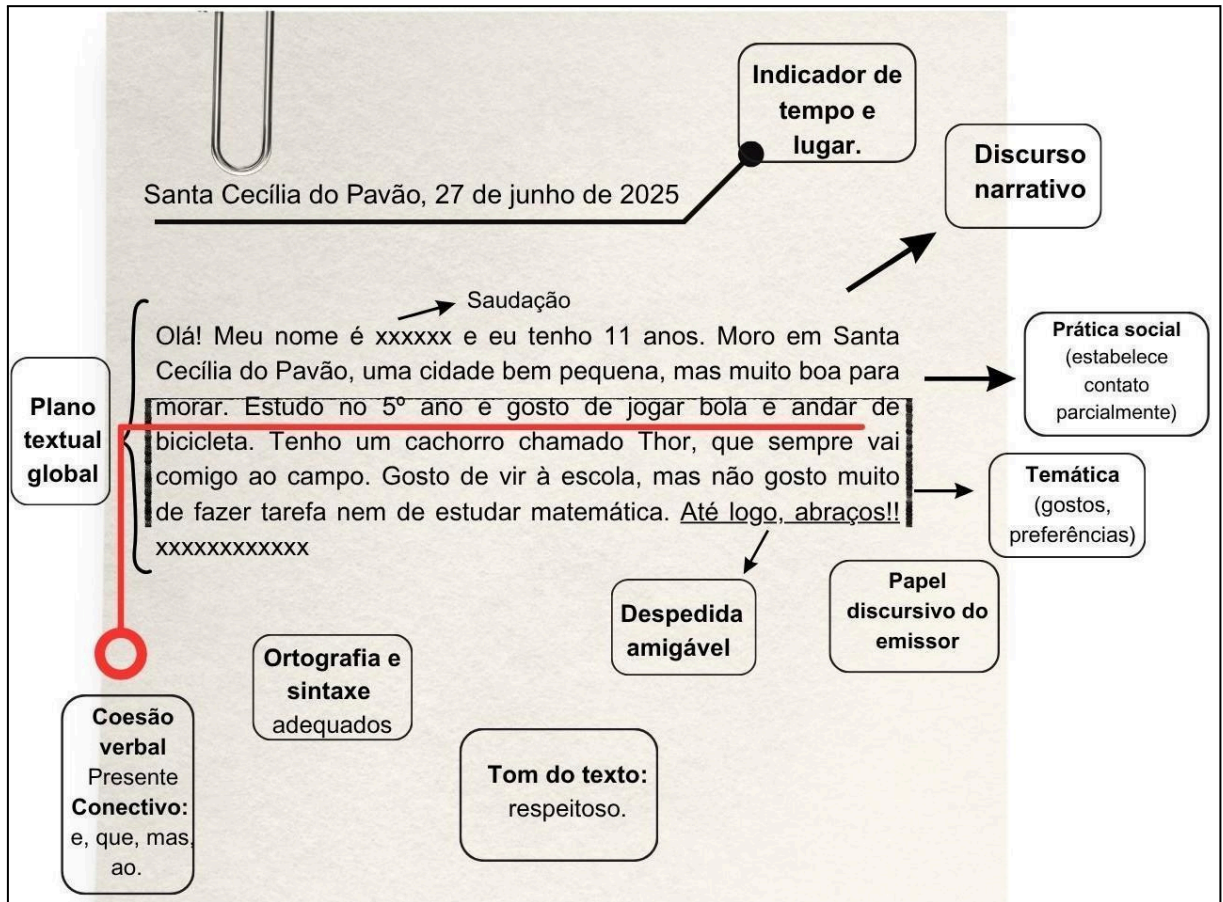 Indicador de
tempo e
lugar.
Discurso
narrativo
Santa Cecília do Pavão, 27 de junho de 2025
Saudação
Olá! Meu nome é xxxxxx e eu tenho 11 anos. Moro em Santa
Cecília do Pavão, uma cidade bem pequena, mas muito boa para
morar. Estudo no 5º ano e gosto de jogar bola e andar de
bicicleta. Tenho um cachorro chamado Thor, que sempre vai
comigo ao campo. Gosto de vir à escola, mas não gosto muito
de fazer tarefa nem de estudar matemática. Até logo, abraços!!
xxxxxxxxxxxx
Prática social
(estabelece
contato
parcialmente)
Plano
textual
global
Temática
(gostos,
preferências)
Papel
discursivo do
emissor
Despedida
amigável
Ortografia e
sintaxe
adequados
Coesão
verbal
Presente
Conectivo:
e, que, mas,
ao.
Tom do texto:
respeitoso.